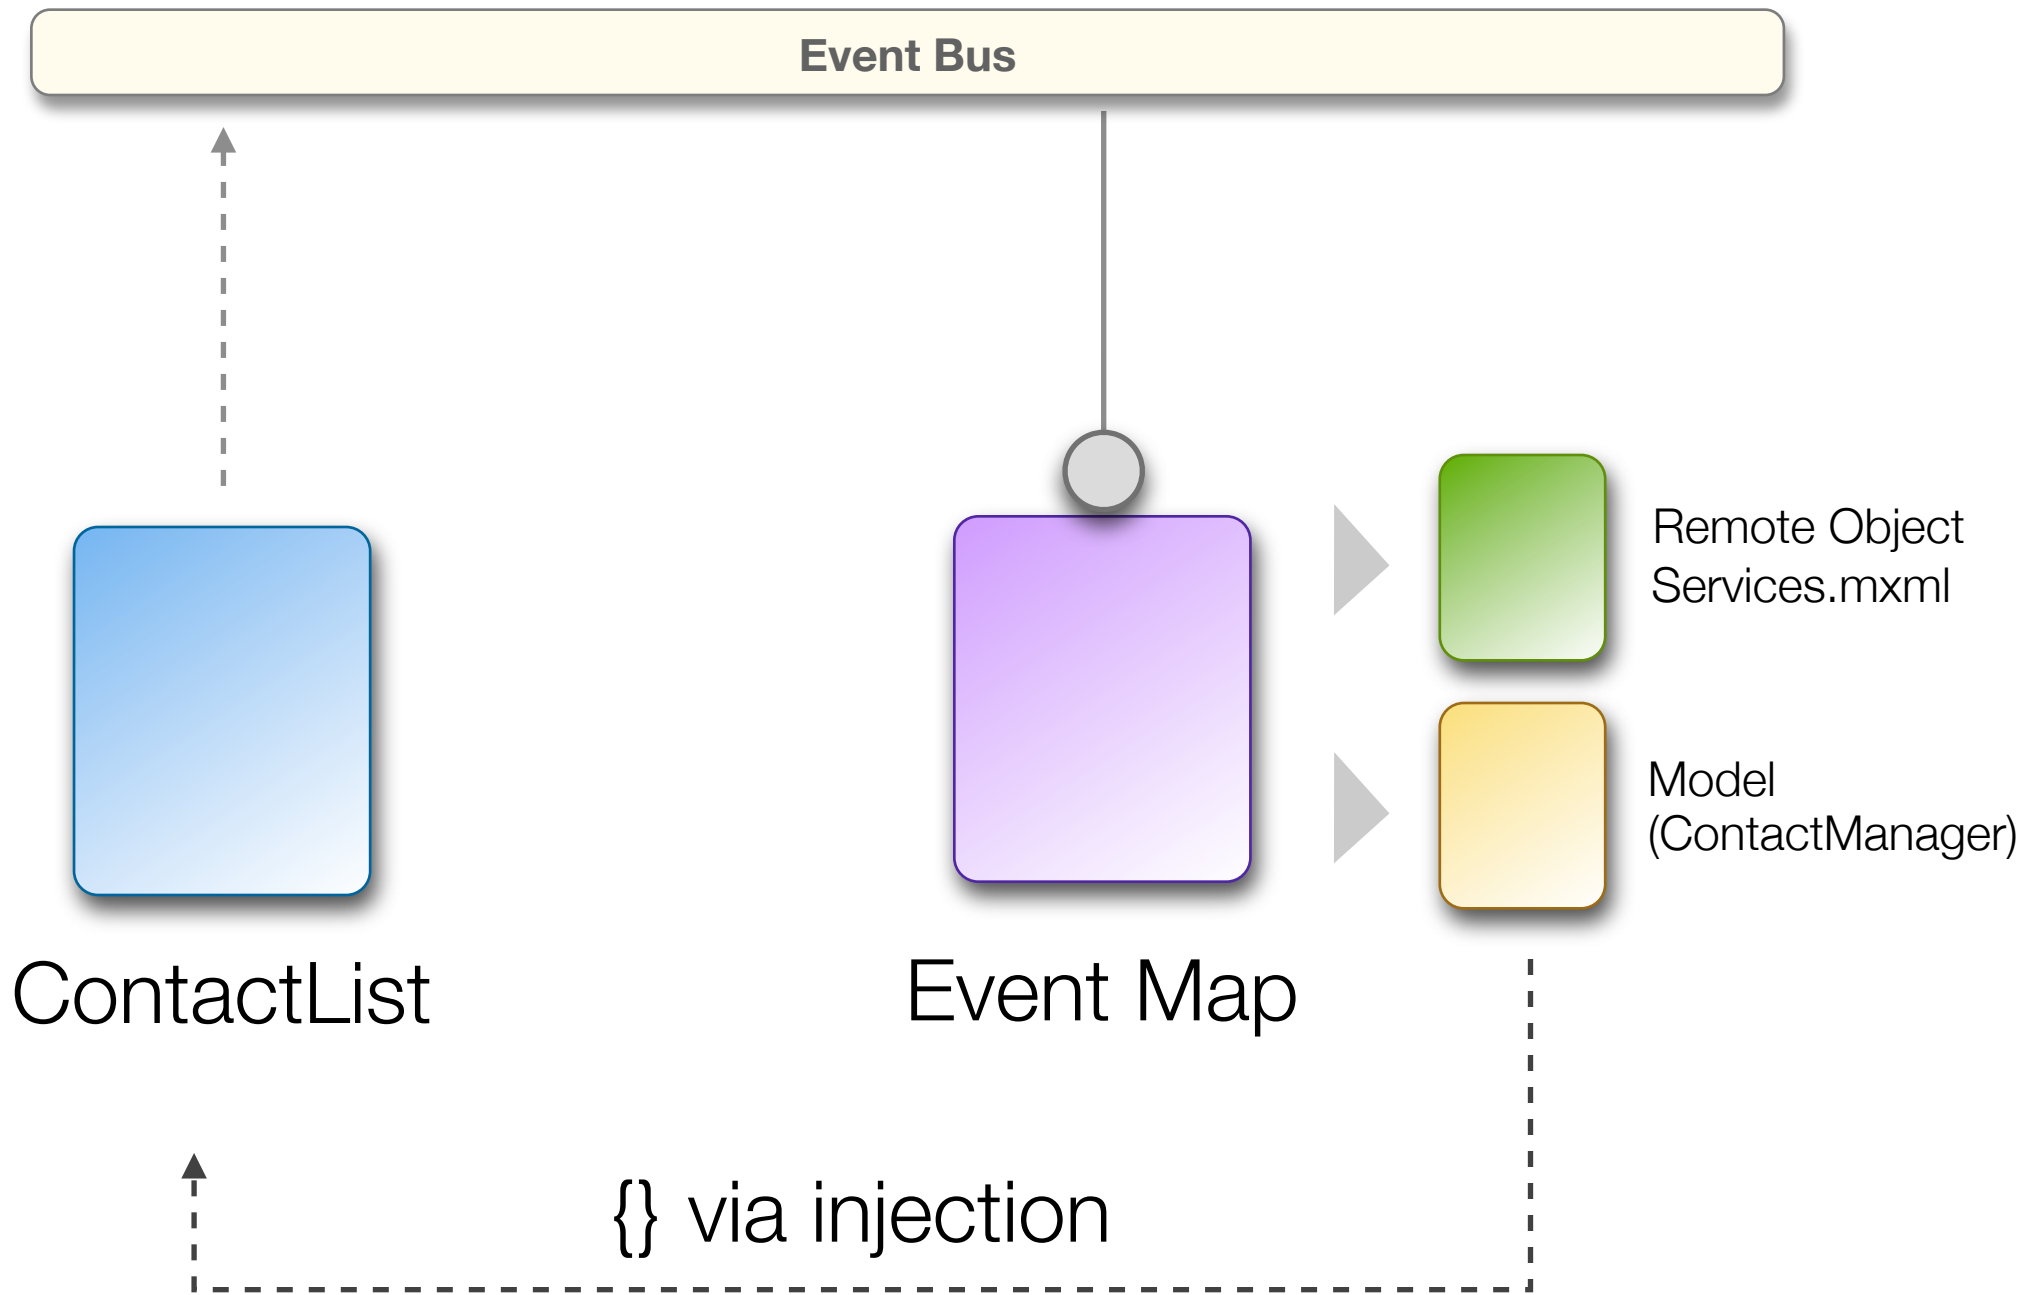 Event Bus
Remote Object
Services.mxml
Model
(ContactManager)
ContactList
Event Map
{} via injection